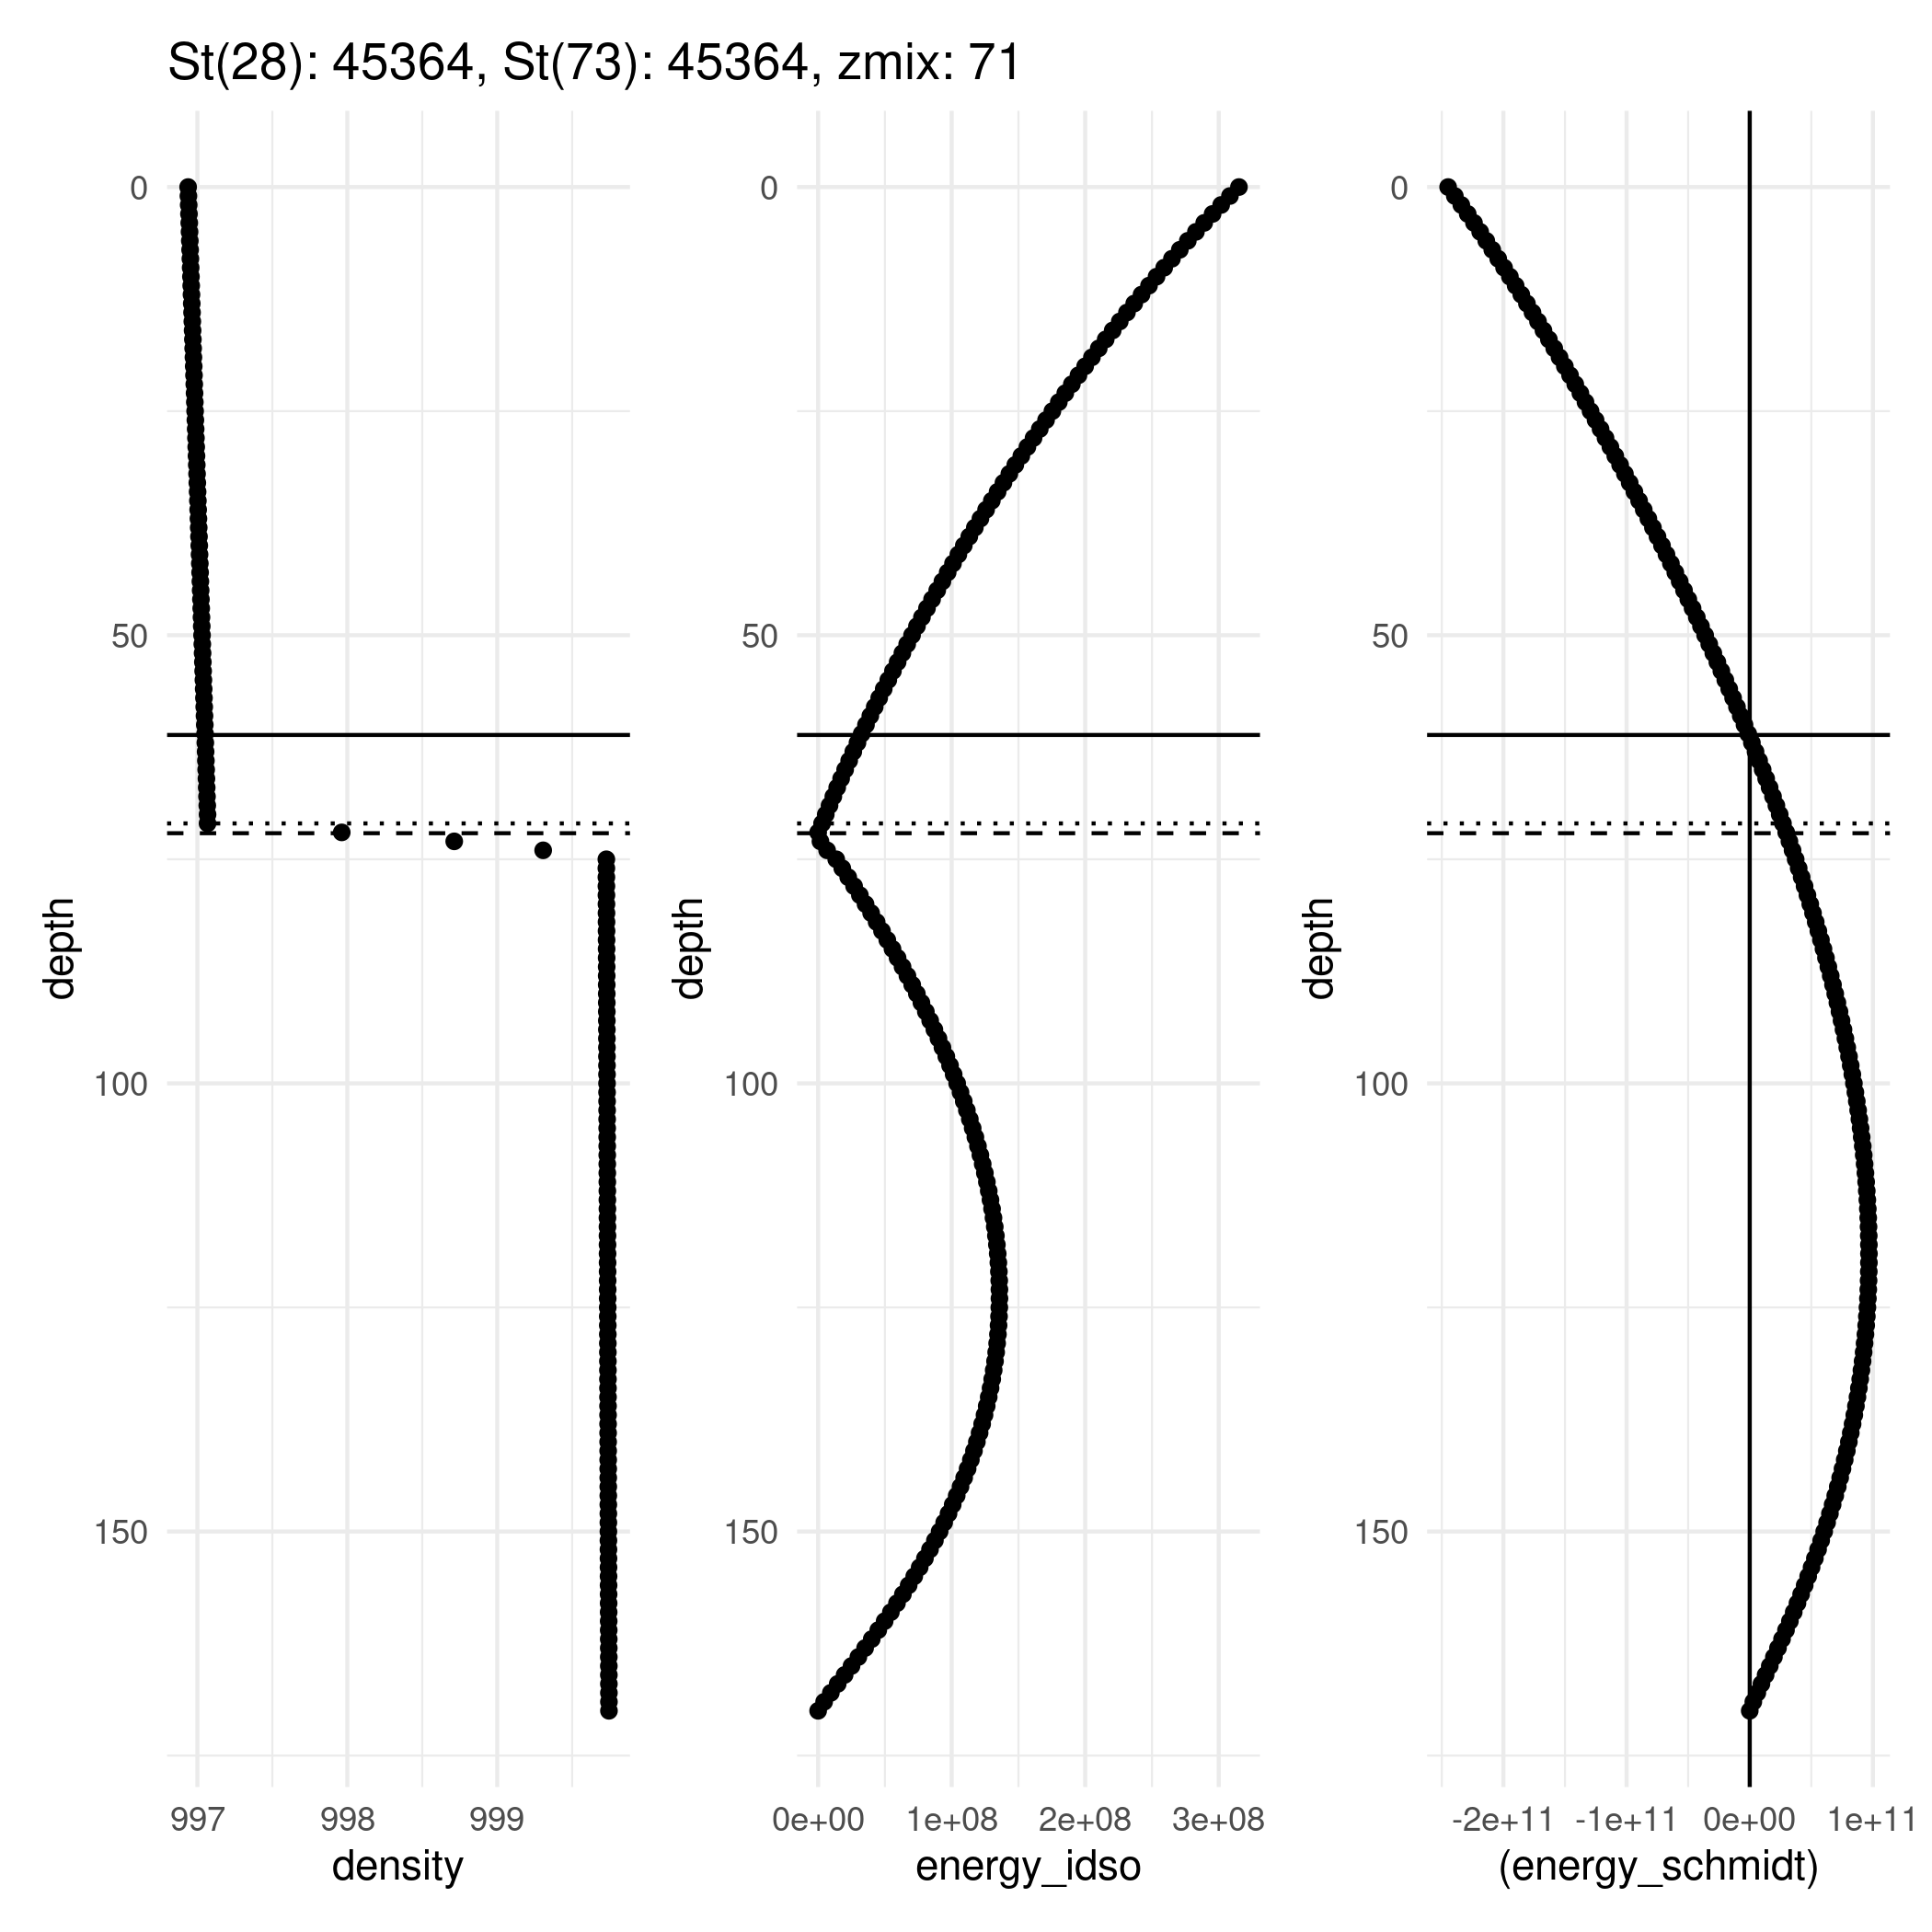 St(28): 45364, St(73): 45364, zmix: 71
0
50
100
150
depth
997 998 999
density
0
50
100
150
depth
0e+00 1e+08 2e+08 3e+08
energy_idso
0
50
100
150
depth
-2e+11 -1e+11 0e+00 1e+11
(energy_schmidt)